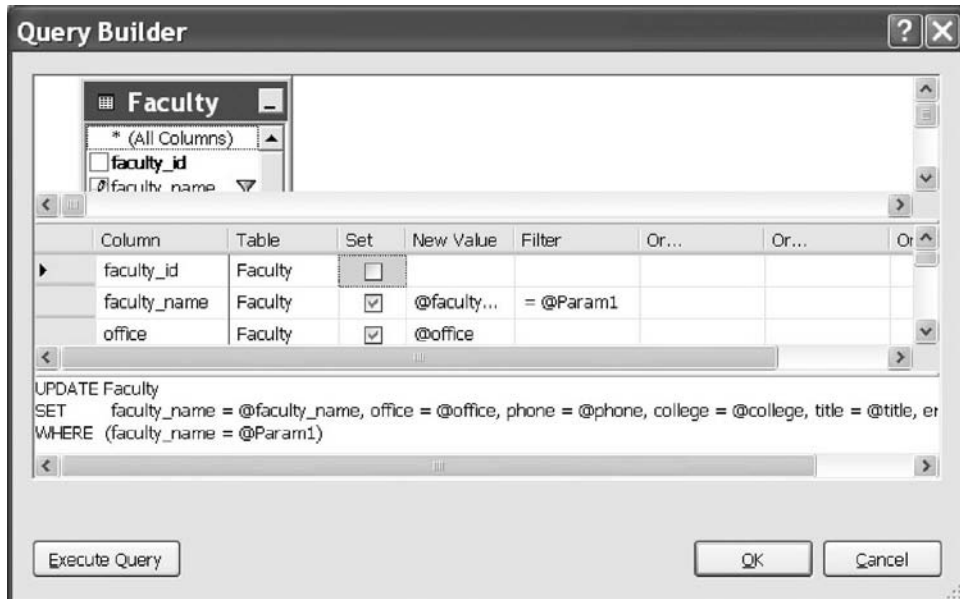 Query Builder
Faculty
* (All Columns)
faculty_id
faculty_name
Column Table Set New Value Filter Or... Or... Or
faculty_id Faculty
faculty_name Faculty @faculty... = @Param1
office Faculty @office
UPDATE Faculty
SET faculty_name = @faculty_name, office = @office, phone = @phone, college = @college, title = @title, er
WHERE (faculty_name = @Param1)
Execute Query OK Cancel